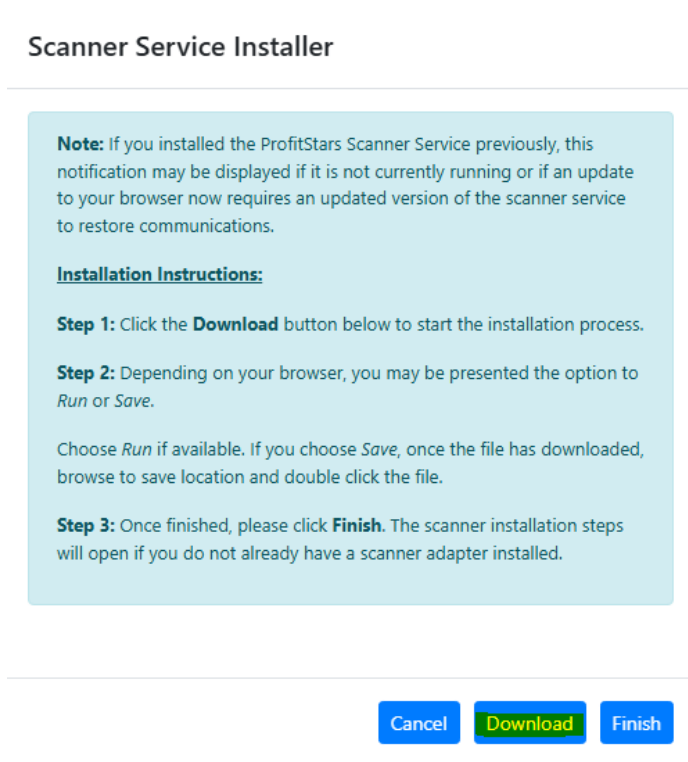 Scanner Service Installer
Note: If you installed the ProfitStars Scanner Service previously, this
notification may be displayed if it is not currently running or if an update
to your browser now requires an updated version of the scanner service
to restore communications.
Installation Instructions:
Step 1: Click the Download button below to start the installation process.
Step 2: Depending on your browser, you may be presented the option to
Run or Save.
Choose Run if available. If you choose Save, once the file has downloaded,
browse to save location and double click the file.
Step 3: Once finished, please click Finish. The scanner installation steps
will open if you do not already have a scanner adapter installed.
Cancel Download Finish